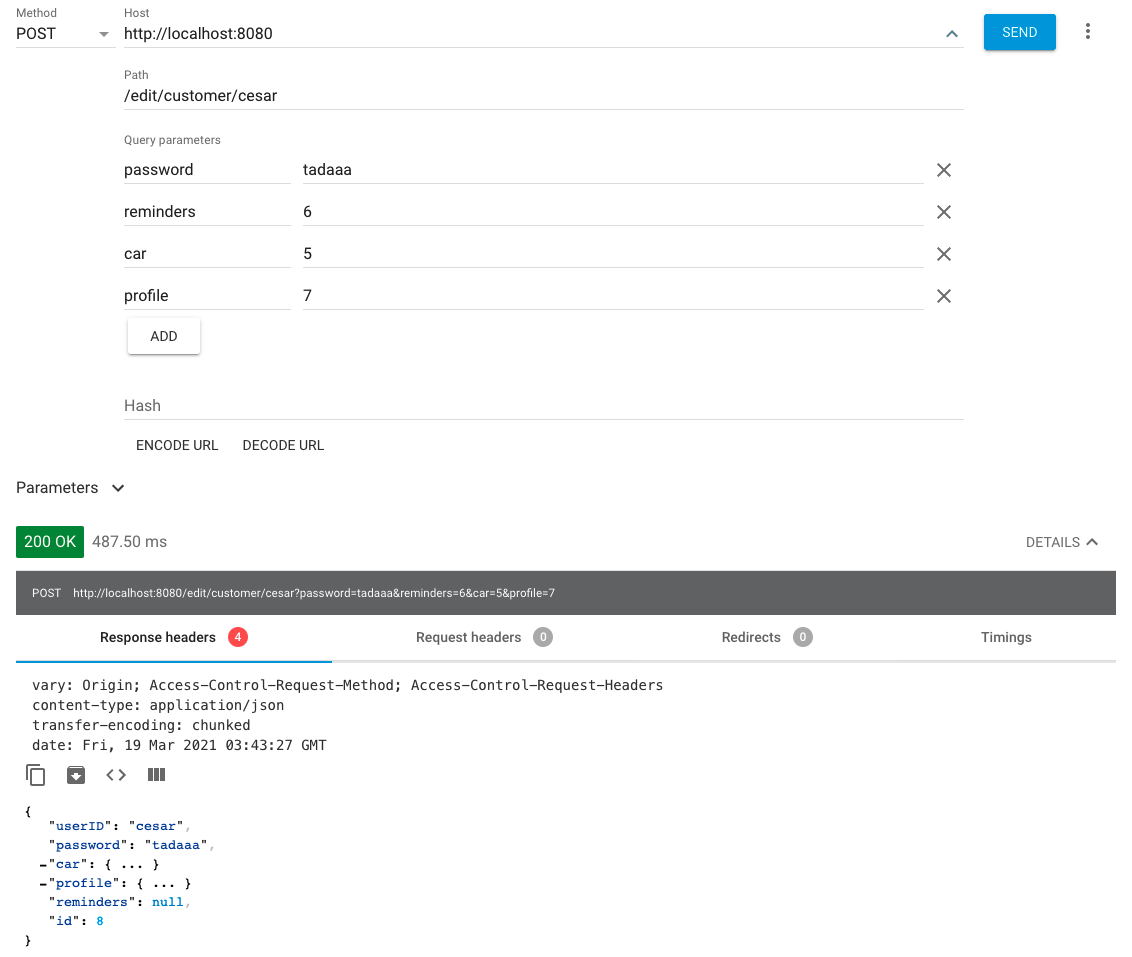 Method Host
POST http://localhost:8080 SEND
Path
/edit/customer/cesar
Query parameters
password tadaaa
reminders 6
car 5
profile 7
ADD
Hash
ENCODE URL DECODE URL
Parameters
200 OK 487.50 ms DETAILS
POST http://localhost:8080/edit/customer/cesar?password=tadaaa&reminders=6&car=5&profile=7
Response headers 4 Request headers 0 Redirects 0 Timings
vary: Origin; Access-Control-Request-Method; Access-Control-Request-Headers
content-type: application/json
transfer-encoding: chunked
date: Fri, 19 Mar 2021 03:43:27 GMT
{
"userID": "cesar",
"password": "tadaaa",
-"car": { ... }
-"profile": { ... }
"reminders": null,
"id": 8
}